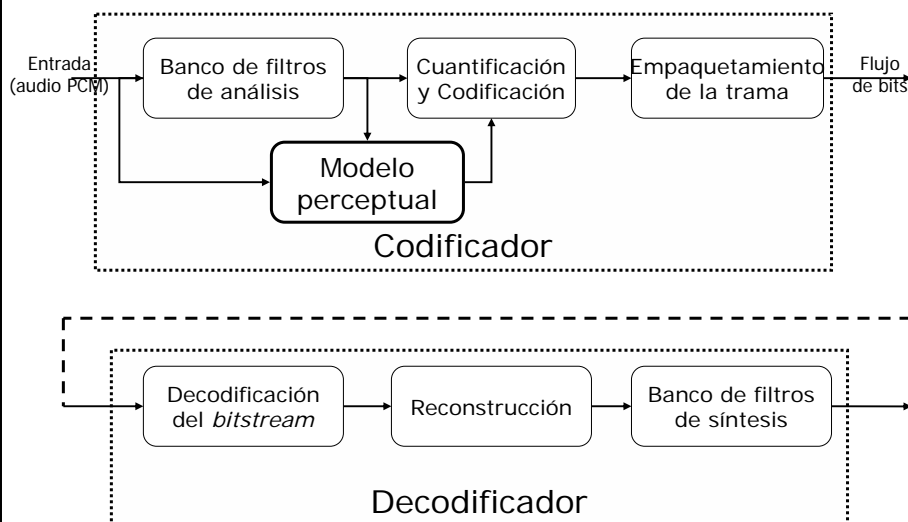 Entrada
(audio PCM)
Banco de filtros
de análisis
Cuantificación
y Codificación
Empaquetamiento
de la trama
Flujo
de bits
Modelo
perceptual
Codificador
Decodificación
del bitstream
Reconstrucción
Banco de filtros
de síntesis
Decodificador